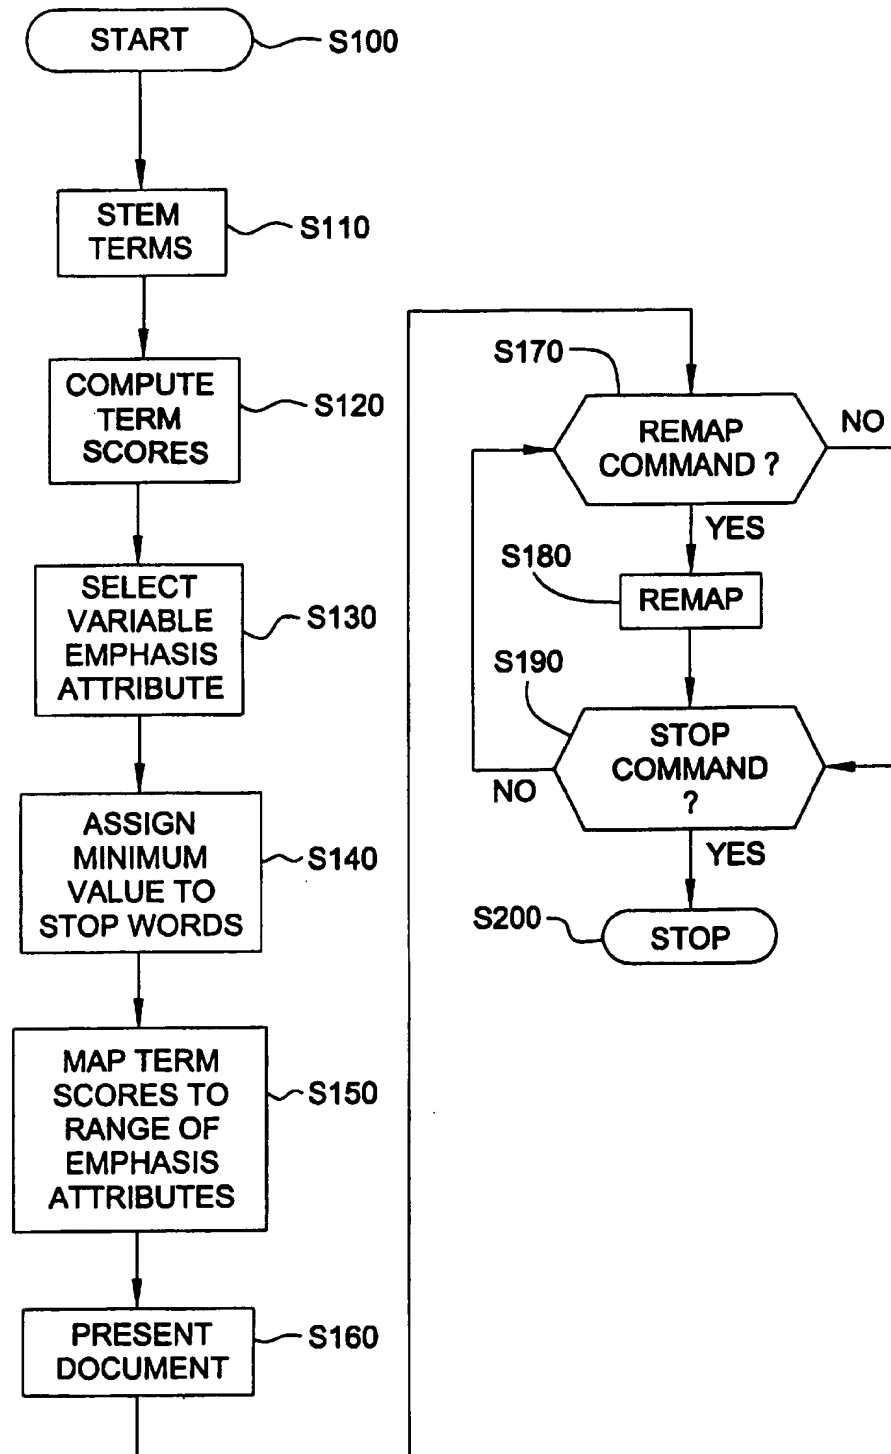 START
S100
STEM
TERMS
S110
COMPUTE
TERM
SCORES
S120
SELECT
VARIABLE
EMPHASIS
ATTRIBUTE
S130
ASSIGN
MINIMUM
VALUE TO
STOP WORDS
S140
MAP TERM
SCORES TO
RANGE OF
EMPHASIS
ATTRIBUTES
S150
PRESENT
DOCUMENT
S160
S170
REMAP
COMMAND ?
NO
YES
S180
REMAP
S190
STOP
COMMAND
?
NO
YES
S200
STOP